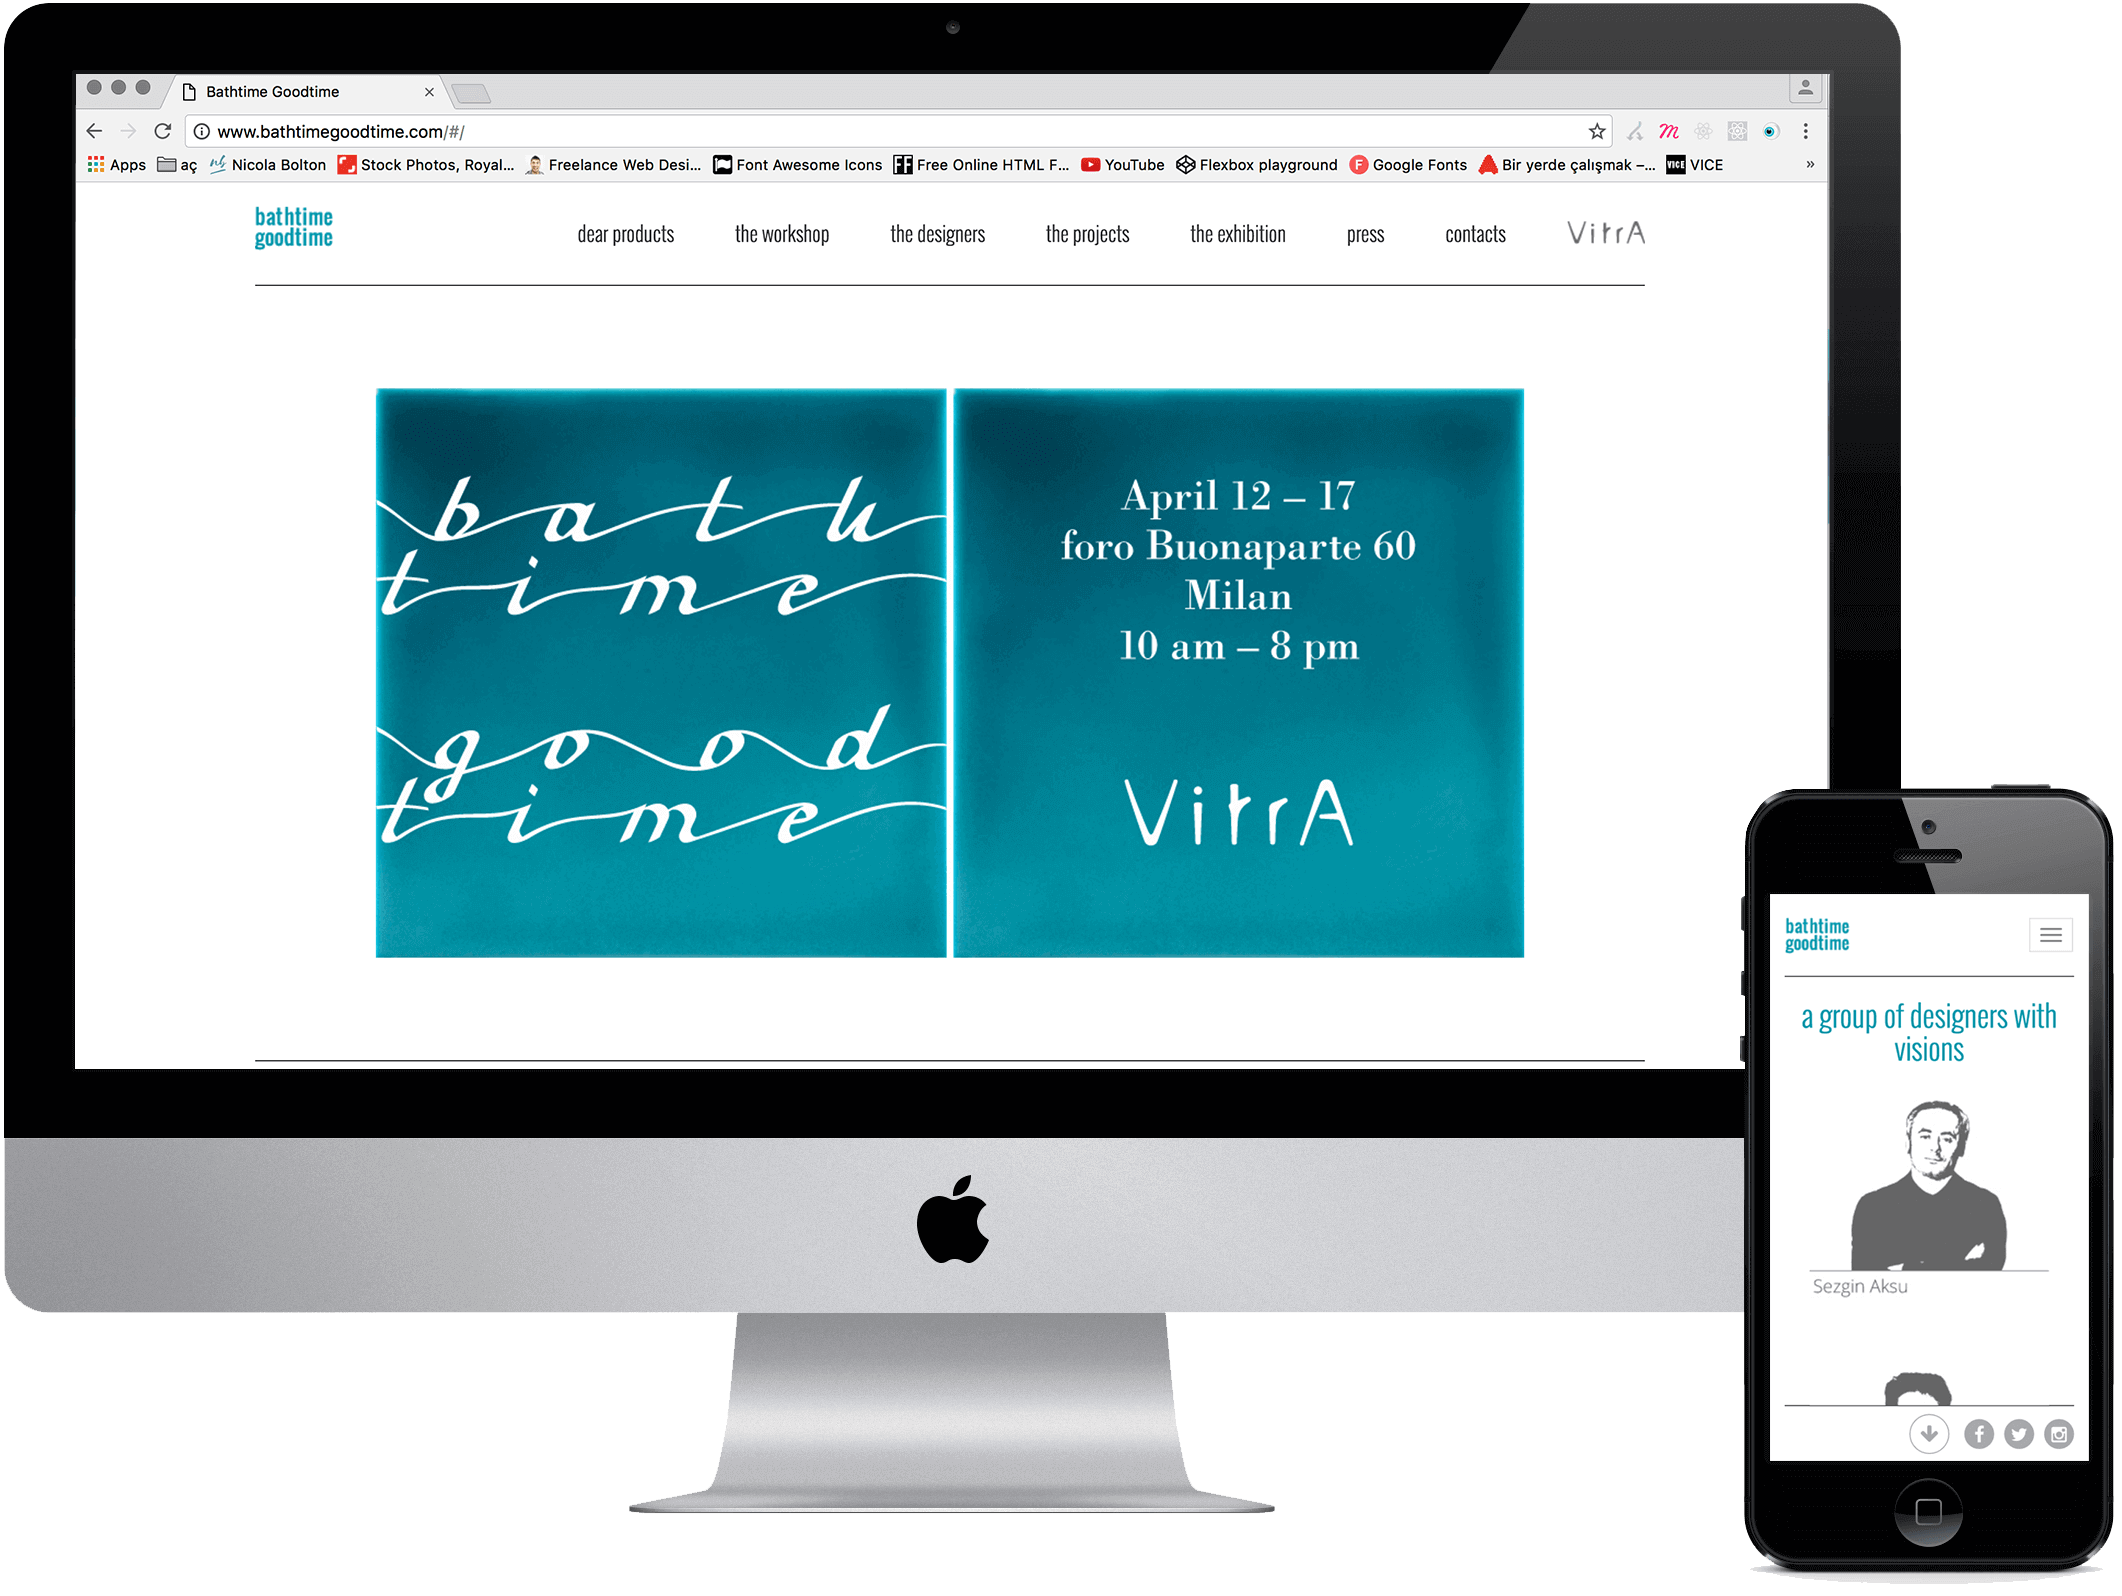 Bathtime Goodtime
www.bathtimegoodtime.com/#/
Apps aç Nicola Bolton Stock Photos, Royal... Freelance Web Desi... Font Awesome Icons FF Free Online HTML F... YouTube Flexbox playground F Google Fonts Bir yerde çalışmak –... VICE VICE »
bathtime
goodtime
dear products the workshop the designers the projects the exhibition press contacts VitrA
bath
time
good
time
April 12 – 17
foro Buonaparte 60
Milan
10 am – 8 pm
VitrA
bathtime
goodtime
a group of designers with
visions
Sezgin Aksu